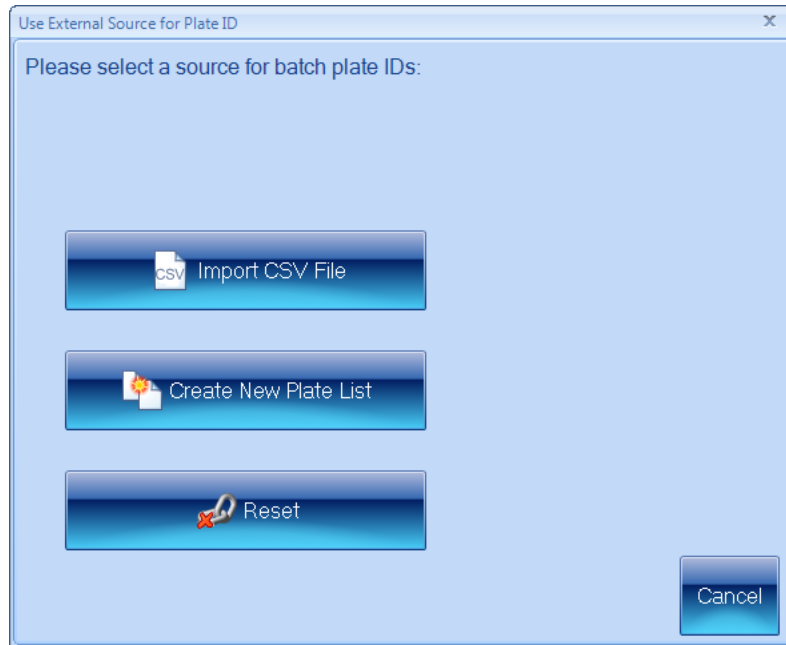 Use External Source for Plate ID
Please select a source for batch plate IDs:
CSV
Import CSV File
Create New Plate List
Reset
Cancel